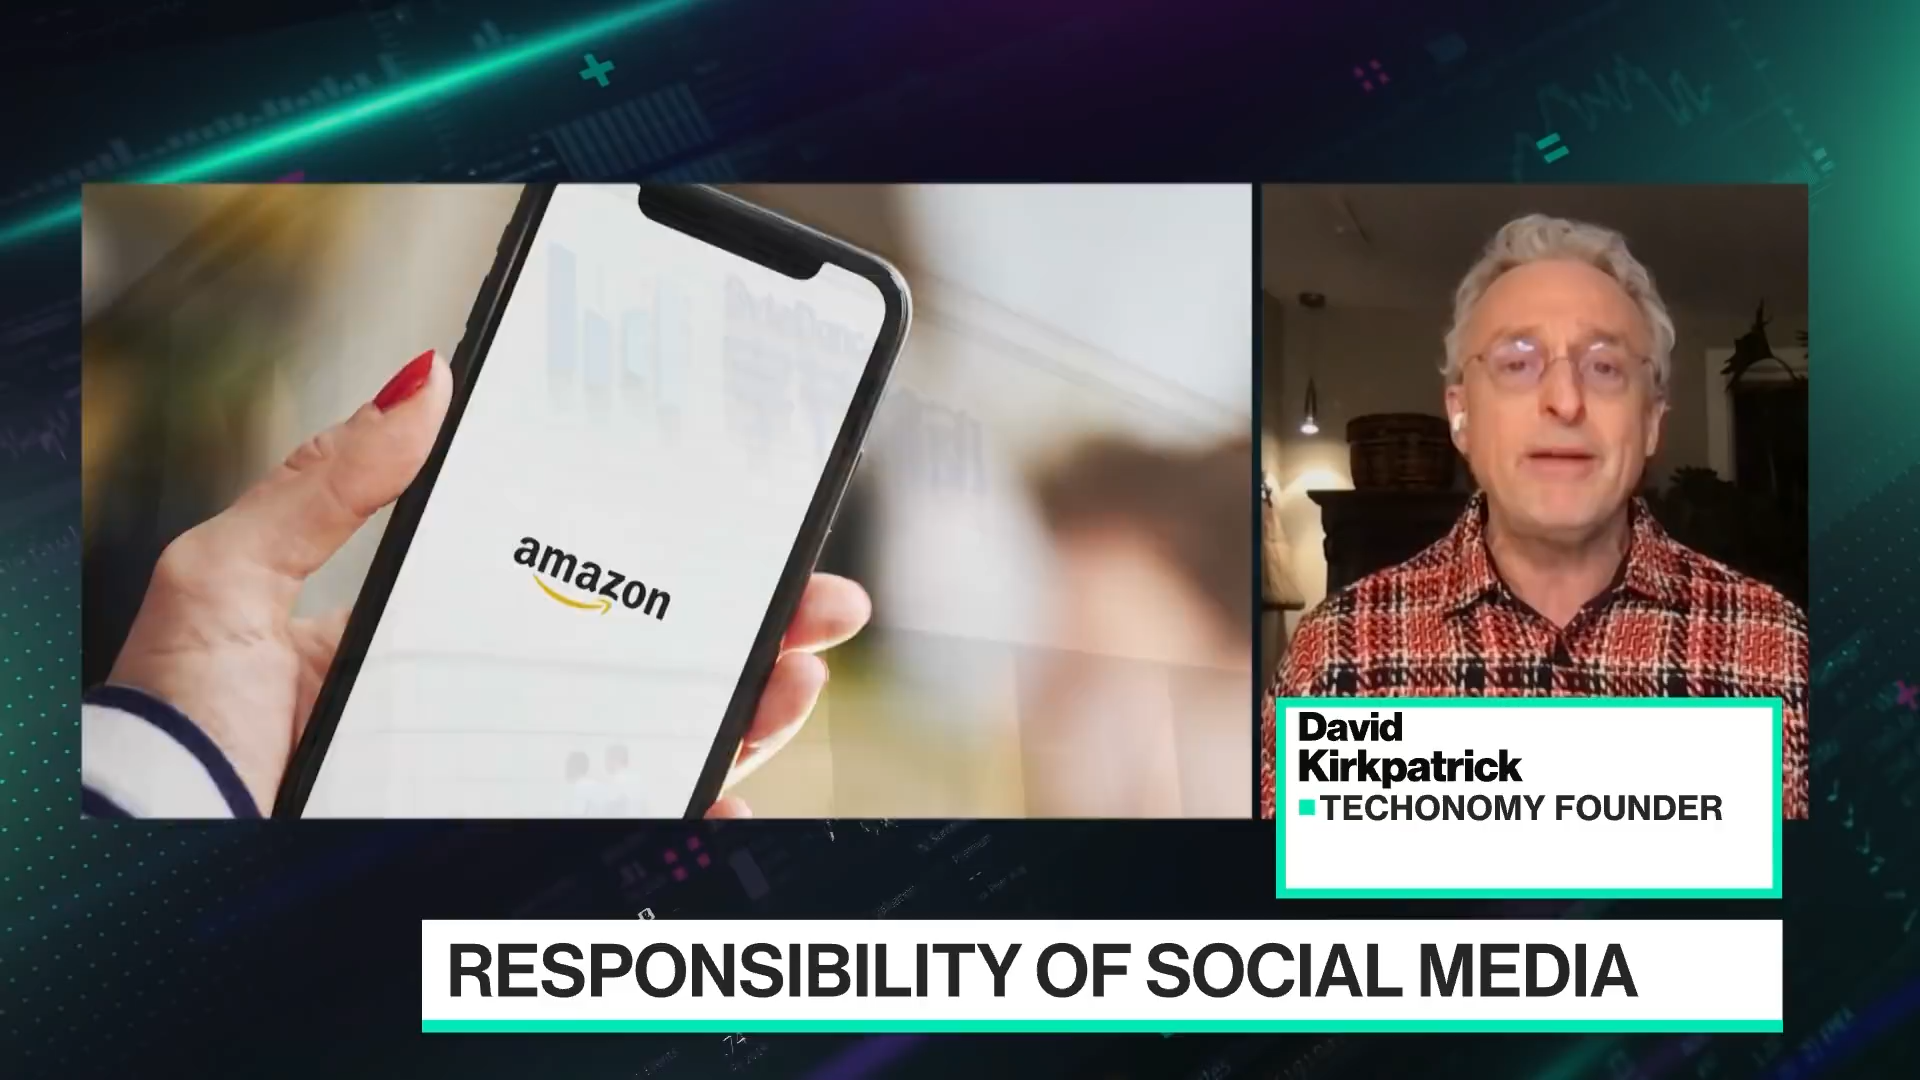 amazon
David
Kirkpatrick
TECHONOMY FOUNDER
RESPONSIBILITY OF SOCIAL MEDIA